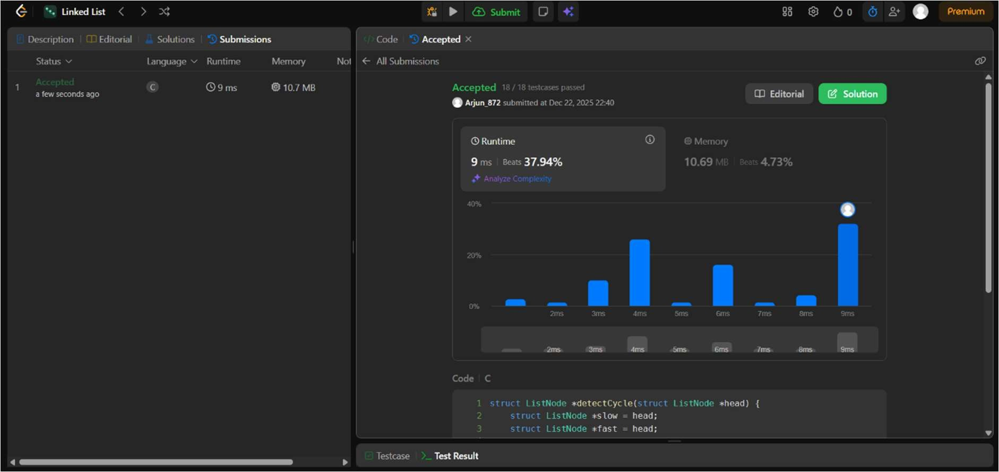 Linked List
Submit
0
Premium
Description | Editorial | Solutions | Submissions
Status Language Runtime Memory Not
1 Accepted C 9 ms 10.7 MB
a few seconds ago
</> Code | Accepted ×
← All Submissions
Accepted 18 / 18 testcases passed
Arjun_872 submitted at Dec 22, 2025 22:40
Editorial
Solution
Runtime
9 ms | Beats 37.94%
Analyze Complexity
Memory
10.69 MB | Beats 4.73%
40%
20%
0%
2ms 3ms 4ms 5ms 6ms 7ms 8ms 9ms
2ms 3ms 4ms 5ms 6ms 7ms 8ms 9ms
Code | C
1 struct ListNode *detectCycle(struct ListNode *head) {
2 struct ListNode *slow = head;
3 struct ListNode *fast = head;
Testcase | >_ Test Result